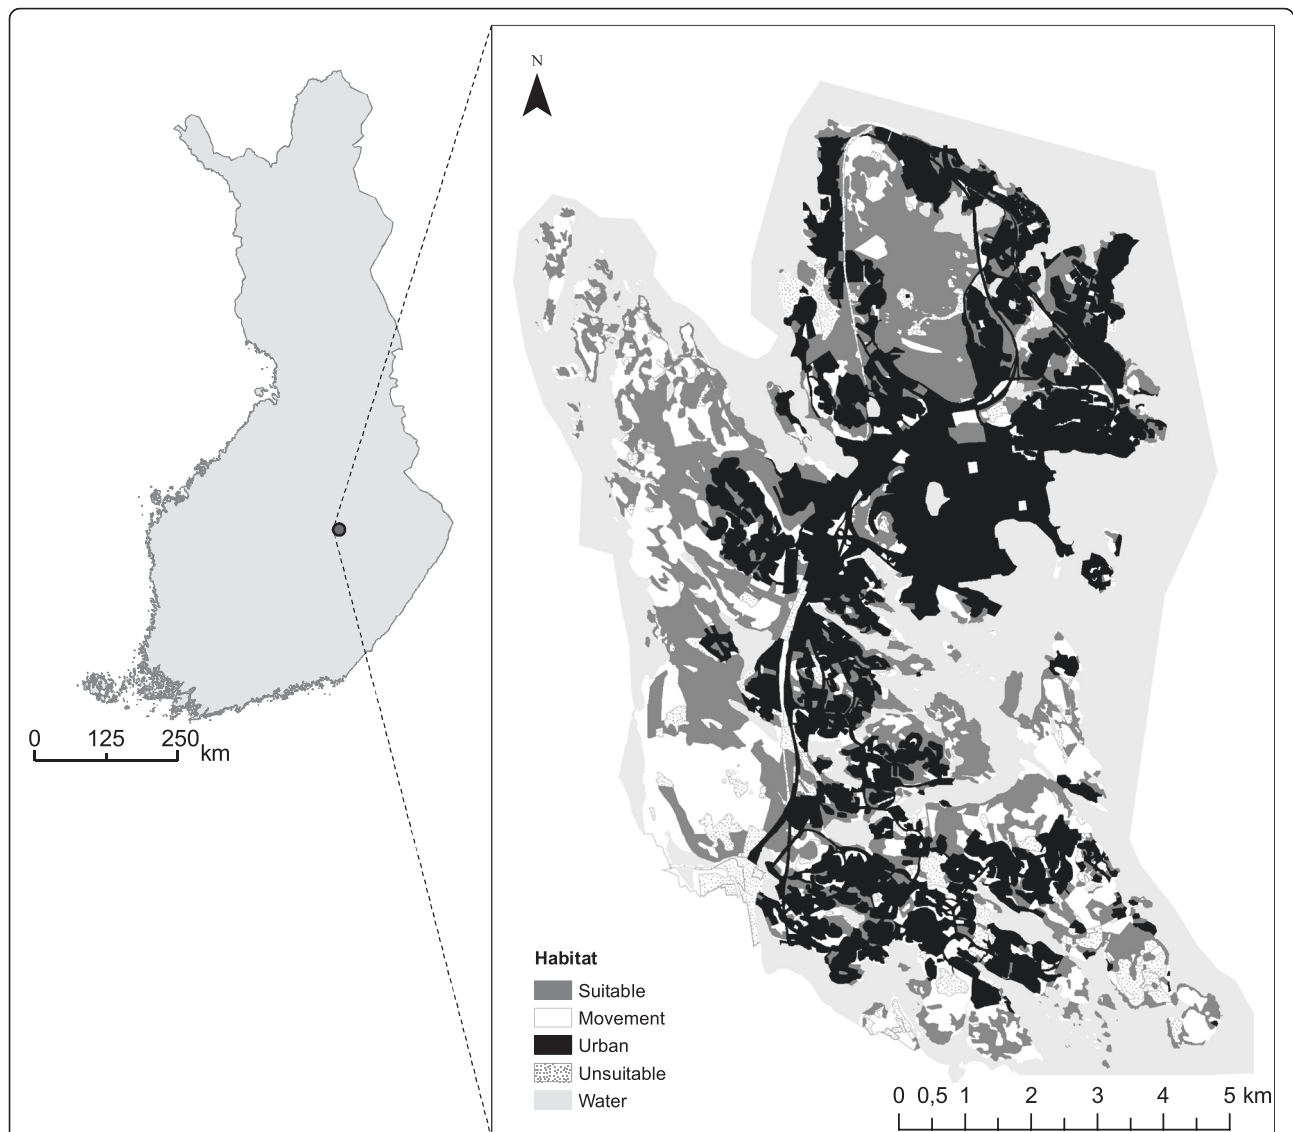 N
0 125 250 km
Habitat
Suitable
Movement
Urban
Unsuitable
Water
0 0,5 1 2 3 4 5 km